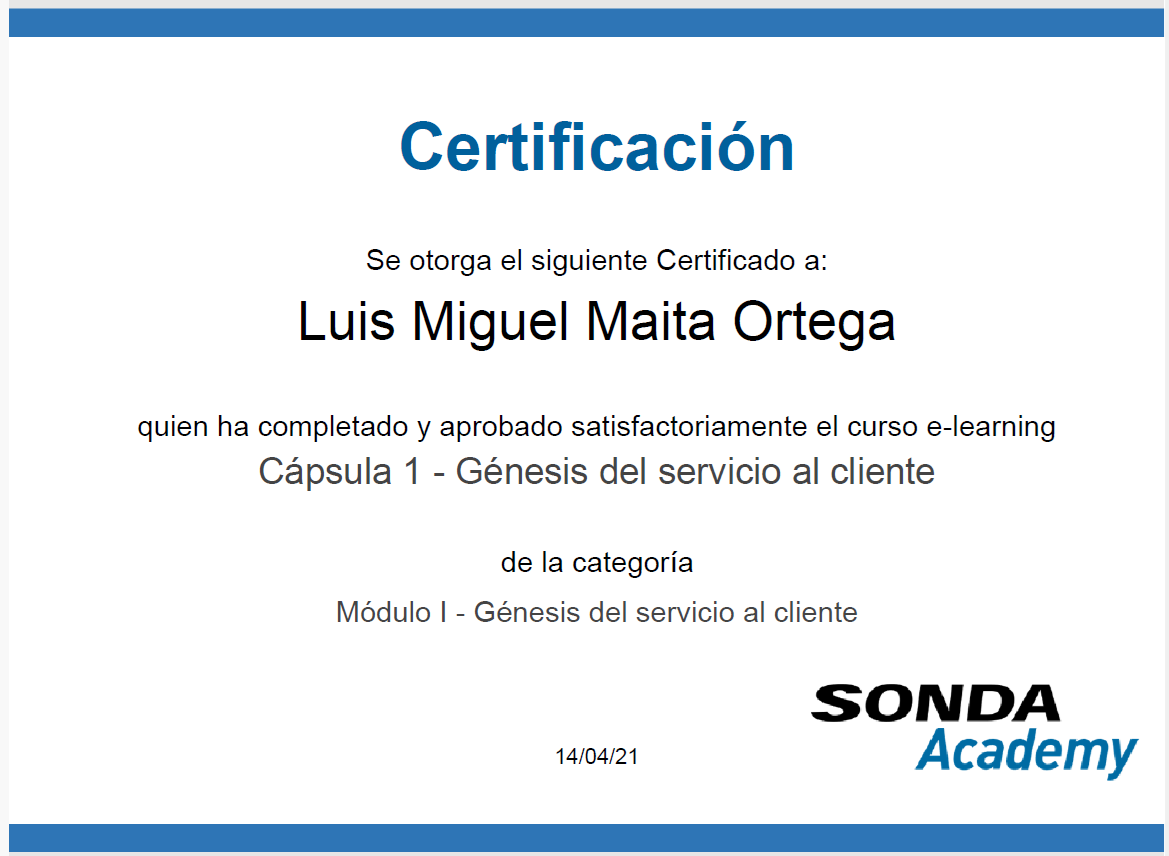 Certificación
Se otorga el siguiente Certificado a:
Luis Miguel Maita Ortega
quien ha completado y aprobado satisfactoriamente el curso e-learning
Cápsula 1 - Génesis del servicio al cliente
de la categoría
Módulo I - Génesis del servicio al cliente
SONDA
Academy
14/04/21